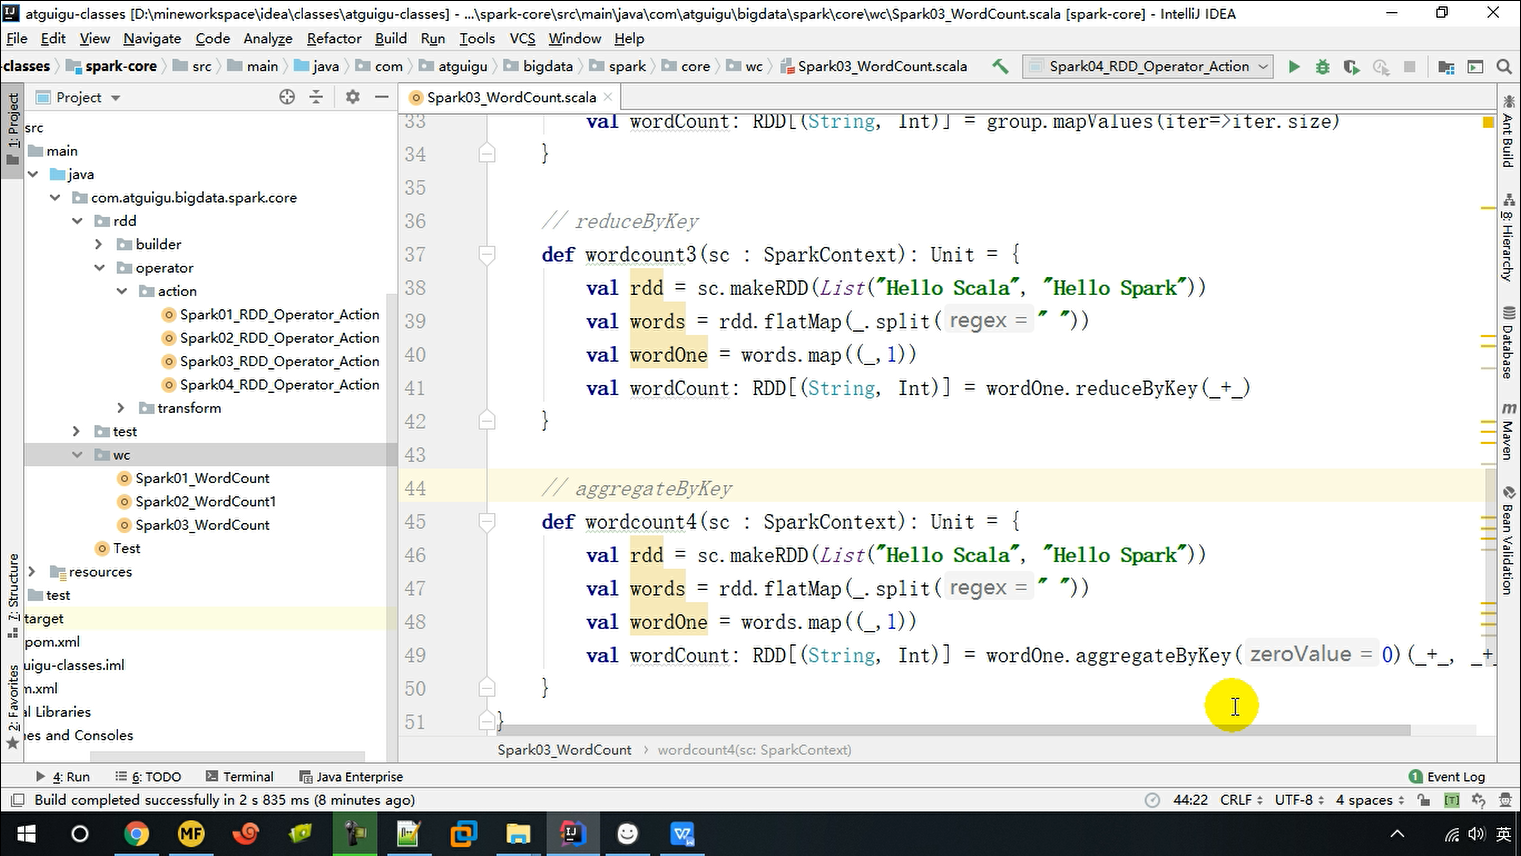 atguigu-classes [D:\mineworkspace\idea\classes\atguigu-classes] - ...\spark-core\src\main\java\com\atguigu\bigdata\spark\core\wc\Spark03_WordCount.scala [spark-core] - IntelliJ IDEA
File Edit View Navigate Code Analyze Refactor Build Run Tools VCS Window Help
-classes spark-core src main java com atguigu bigdata spark core wc Spark03_WordCount.scala Spark04_RDD_Operator_Action
1: Project
Project
Spark03_WordCount.scala
src
main
java
com.atguigu.bigdata.spark.core
rdd
builder
operator
action
Spark01_RDD_Operator_Action
Spark02_RDD_Operator_Action
Spark03_RDD_Operator_Action
Spark04_RDD_Operator_Action
transform
test
wc
Spark01_WordCount
Spark02_WordCount1
Spark03_WordCount
Test
resources
test
target
pom.xml
uigu-classes.iml
m.xml
al Libraries
nes and Consoles
7: Structure
2: Favorites
33 val wordCount: RDD[(String, Int)] = group.mapValues(iter=>iter.size)
34 }
35
36 // reduceByKey
37 def wordcount3(sc : SparkContext): Unit = {
38 val rdd = sc.makeRDD(List("Hello Scala", "Hello Spark"))
39 val words = rdd.flatMap(_.split( regex = " "))
40 val wordOne = words.map((_,1))
41 val wordCount: RDD[(String, Int)] = wordOne.reduceByKey(_+_)
42 }
43
44 // aggregateByKey
45 def wordcount4(sc : SparkContext): Unit = {
46 val rdd = sc.makeRDD(List("Hello Scala", "Hello Spark"))
47 val words = rdd.flatMap(_.split( regex = " "))
48 val wordOne = words.map((_,1))
49 val wordCount: RDD[(String, Int)] = wordOne.aggregateByKey( zeroValue = 0)(_+_, _+_
50 }
51 }
Spark03_WordCount › wordcount4(sc: SparkContext)
Ant Build
8: Hierarchy
Database
Maven
Bean Validation
4: Run 6: TODO Terminal Java Enterprise 1 Event Log
Build completed successfully in 2 s 835 ms (8 minutes ago) 44:22 CRLF UTF-8 4 spaces [T]
MF IJ 英